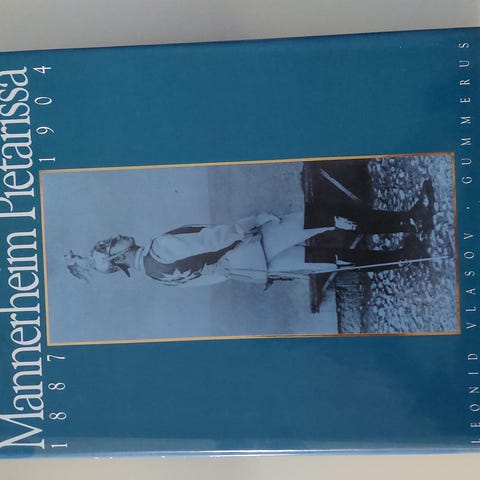 Mannerheim Pietarissa
1887 1904
LEONID VLASOV · GUMMERUS